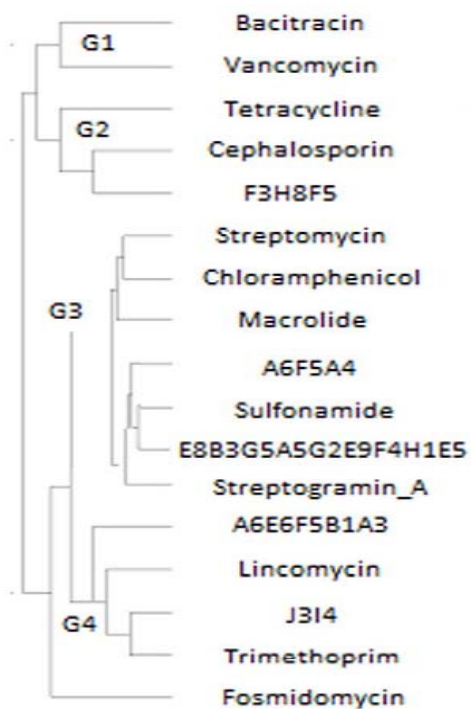 Bacitracin
G1
Vancomycin
Tetracycline
G2
Cephalosporin
F3H8F5
Streptomycin
Chloramphenicol
G3
Macrolide
A6F5A4
Sulfonamide
E8B3G5A5G2E9F4H1E5
Streptogramin_A
A6E6F5B1A3
Lincomycin
J3I4
G4
Trimethoprim
Fosmidomycin